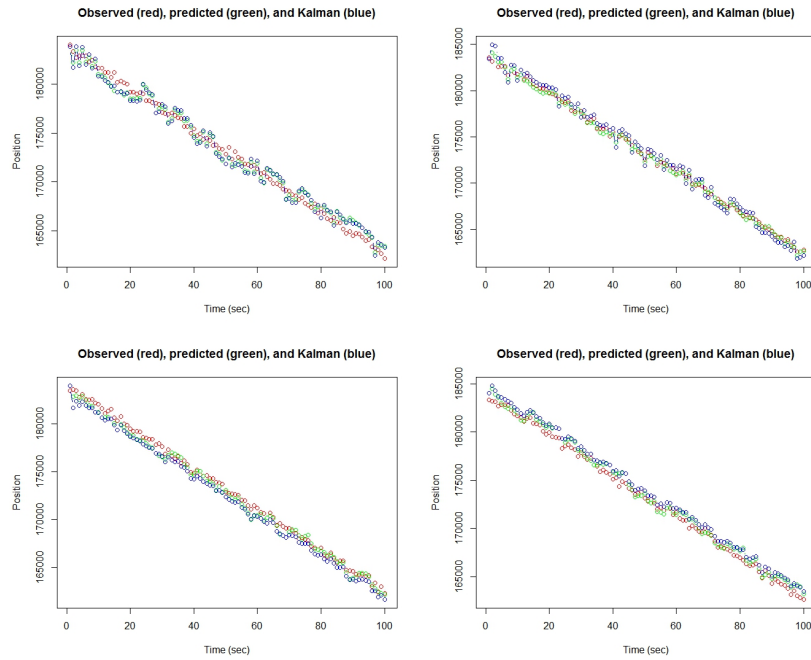 Observed (red), predicted (green), and Kalman (blue)
Position
180000
175000
170000
165000
0 20 40 60 80 100
Time (sec)
Observed (red), predicted (green), and Kalman (blue)
Position
185000
180000
175000
170000
165000
0 20 40 60 80 100
Time (sec)
Observed (red), predicted (green), and Kalman (blue)
Position
180000
175000
170000
165000
0 20 40 60 80 100
Time (sec)
Observed (red), predicted (green), and Kalman (blue)
Position
185000
180000
175000
170000
165000
0 20 40 60 80 100
Time (sec)